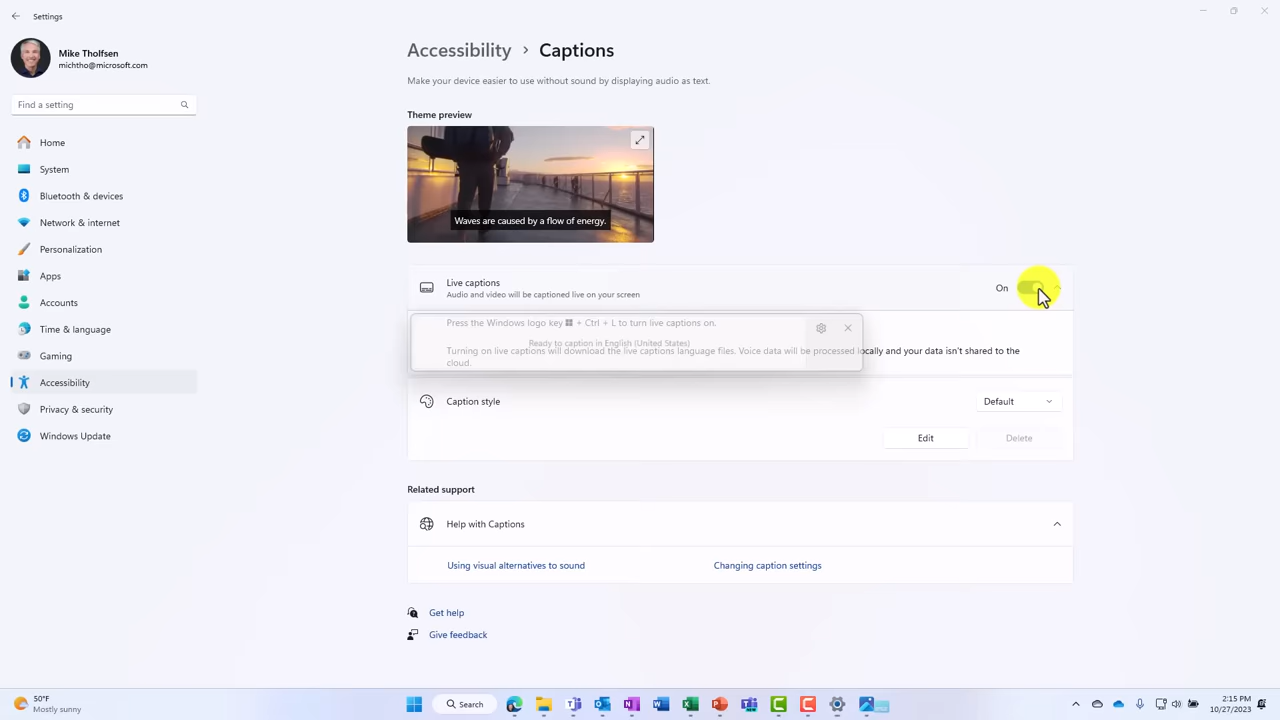 Settings
Mike Tholfsen
michtho@microsoft.com
Find a setting
Home
System
Bluetooth & devices
Network & internet
Personalization
Apps
Accounts
Time & language
Gaming
Accessibility
Privacy & security
Windows Update
Accessibility > Captions
Make your device easier to use without sound by displaying audio as text.
Theme preview
Waves are caused by a flow of energy.
Live captions
Audio and video will be captioned live on your screen
On
Press the Windows logo key + Ctrl + L to turn live captions on.
Ready to caption in English (United States)
Turning on live captions will download the live captions language files. Voice data will be processed locally and your data isn't shared to the
cloud.
Caption style
Default
Edit
Delete
Related support
Help with Captions
Using visual alternatives to sound
Changing caption settings
Get help
Give feedback
50°F
Mostly sunny
Search
2:15 PM
10/27/2023